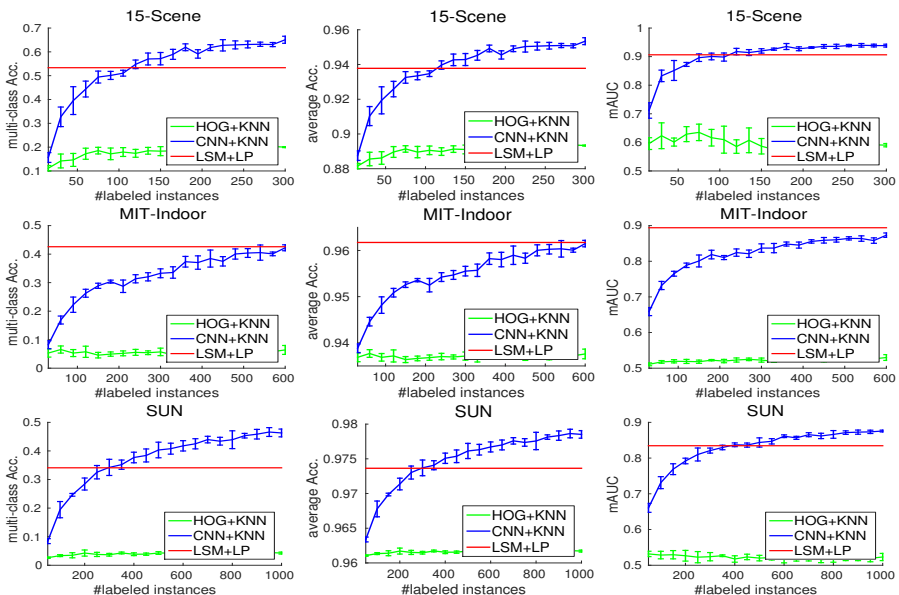 15-Scene
multi-class Acc.
0.7
0.6
0.5
0.4
0.3
0.2
0.1
HOG+KNN
CNN+KNN
LSM+LP
50 100 150 200 250 300
#labeled instances
15-Scene
average Acc.
0.96
0.94
0.92
0.9
0.88
HOG+KNN
CNN+KNN
LSM+LP
50 100 150 200 250 300
#labeled instances
15-Scene
mAUC
1
0.9
0.8
0.7
0.6
0.5
HOG+KNN
CNN+KNN
LSM+LP
50 100 150 200 250 300
#labeled instances
MIT-Indoor
multi-class Acc.
0.5
0.4
0.3
0.2
0.1
0
HOG+KNN
CNN+KNN
LSM+LP
100 200 300 400 500 600
#labeled instances
MIT-Indoor
average Acc.
0.96
0.95
0.94
HOG+KNN
CNN+KNN
LSM+LP
100 200 300 400 500 600
#labeled instances
MIT-Indoor
mAUC
0.9
0.8
0.7
0.6
0.5
HOG+KNN
CNN+KNN
LSM+LP
100 200 300 400 500 600
#labeled instances
SUN
multi-class Acc.
0.5
0.4
0.3
0.2
0.1
0
HOG+KNN
CNN+KNN
LSM+LP
200 400 600 800 1000
#labeled instances
SUN
average Acc.
0.98
0.975
0.97
0.965
0.96
HOG+KNN
CNN+KNN
LSM+LP
200 400 600 800 1000
#labeled instances
SUN
mAUC
0.9
0.8
0.7
0.6
0.5
HOG+KNN
CNN+KNN
LSM+LP
200 400 600 800 1000
#labeled instances